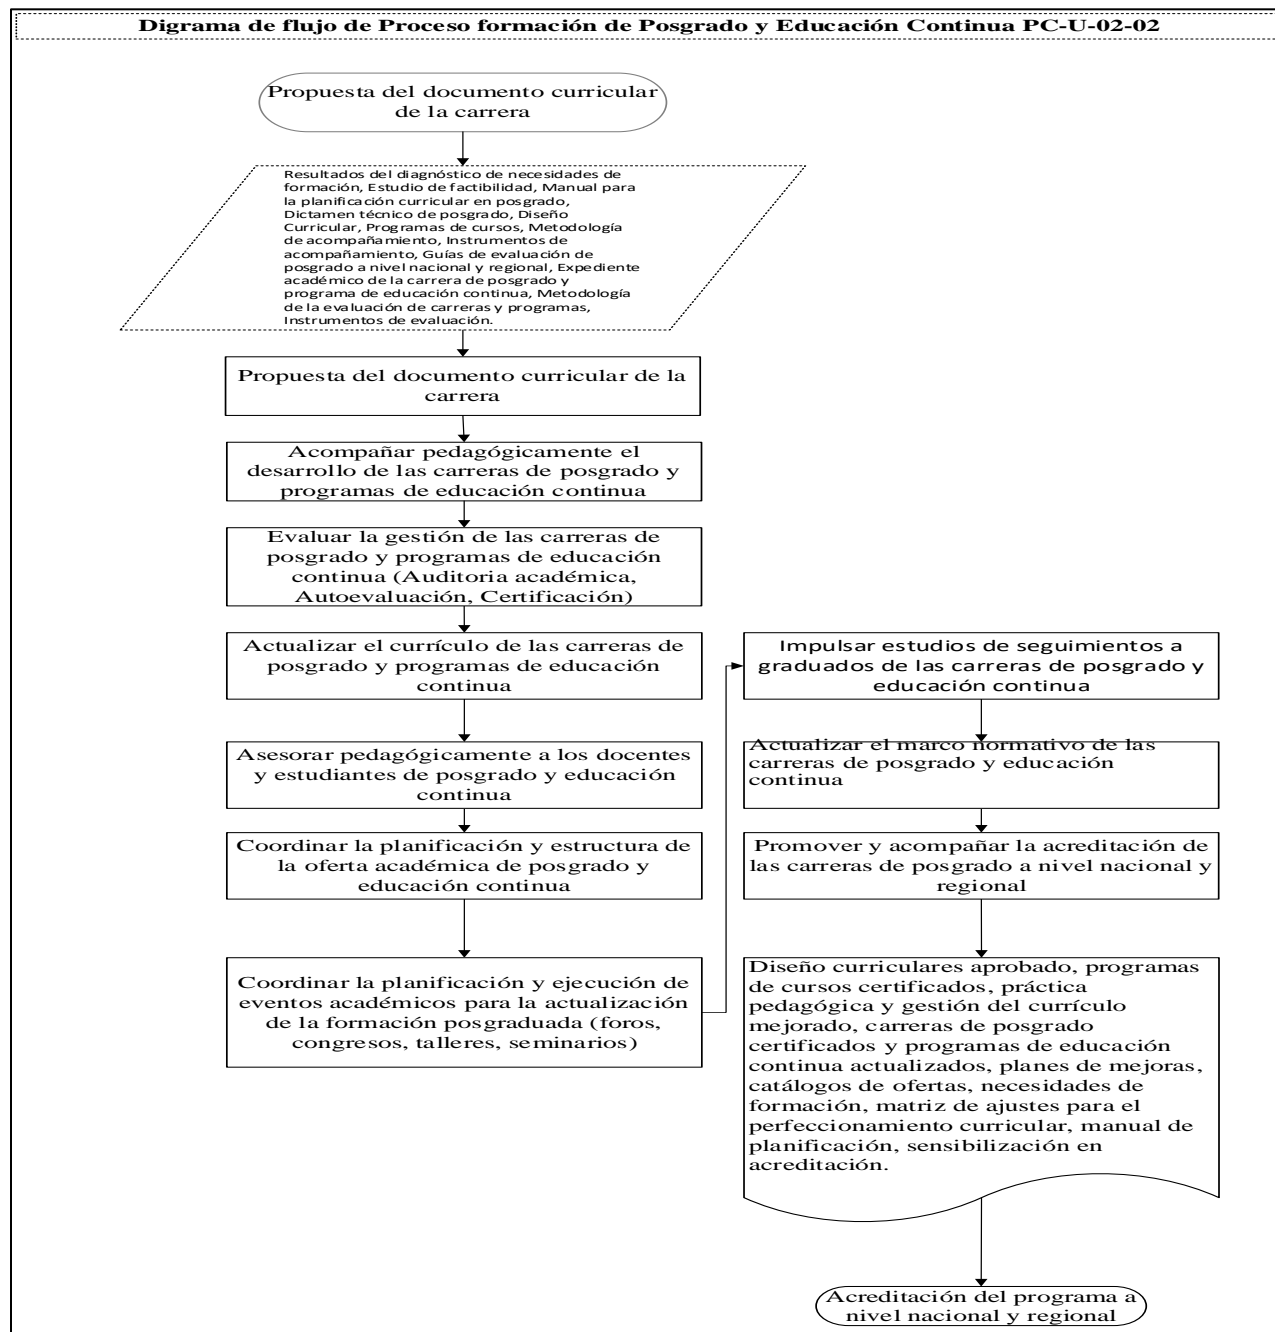 Digrama de flujo de Proceso formación de Posgrado y Educación Continua PC-U-02-02
Propuesta del documento curricular
de la carrera
Resultados del diagnóstico de necesidades de
formación, Estudio de factibilidad, Manual para
la planificación curricular en posgrado,
Dictamen técnico de posgrado, Diseño
Curricular, Programas de cursos, Metodología
de acompañamiento, Instrumentos de
acompañamiento, Guías de evaluación de
posgrado a nivel nacional y regional, Expediente
académico de la carrera de posgrado y
programa de educación continua, Metodología
de la evaluación de carreras y programas,
Instrumentos de evaluación.
Propuesta del documento curricular de la
carrera
Acompañar pedagógicamente el
desarrollo de las carreras de posgrado y
programas de educación continua
Evaluar la gestión de las carreras de
posgrado y programas de educación
continua (Auditoria académica,
Autoevaluación, Certificación)
Actualizar el currículo de las carreras de
posgrado y programas de educación
continua
Asesorar pedagógicamente a los docentes
y estudiantes de posgrado y educación
continua
Coordinar la planificación y estructura de
la oferta académica de posgrado y
educación continua
Coordinar la planificación y ejecución de
eventos académicos para la actualización
de la formación posgraduada (foros,
congresos, talleres, seminarios)
Impulsar estudios de seguimientos a
graduados de las carreras de posgrado y
educación continua
Actualizar el marco normativo de las
carreras de posgrado y educación
continua
Promover y acompañar la acreditación de
las carreras de posgrado a nivel nacional y
regional
Diseño curriculares aprobado, programas
de cursos certificados, práctica
pedagógica y gestión del currículo
mejorado, carreras de posgrado
certificados y programas de educación
continua actualizados, planes de mejoras,
catálogos de ofertas, necesidades de
formación, matriz de ajustes para el
perfeccionamiento curricular, manual de
planificación, sensibilización en
acreditación.
Acreditación del programa a
nivel nacional y regional